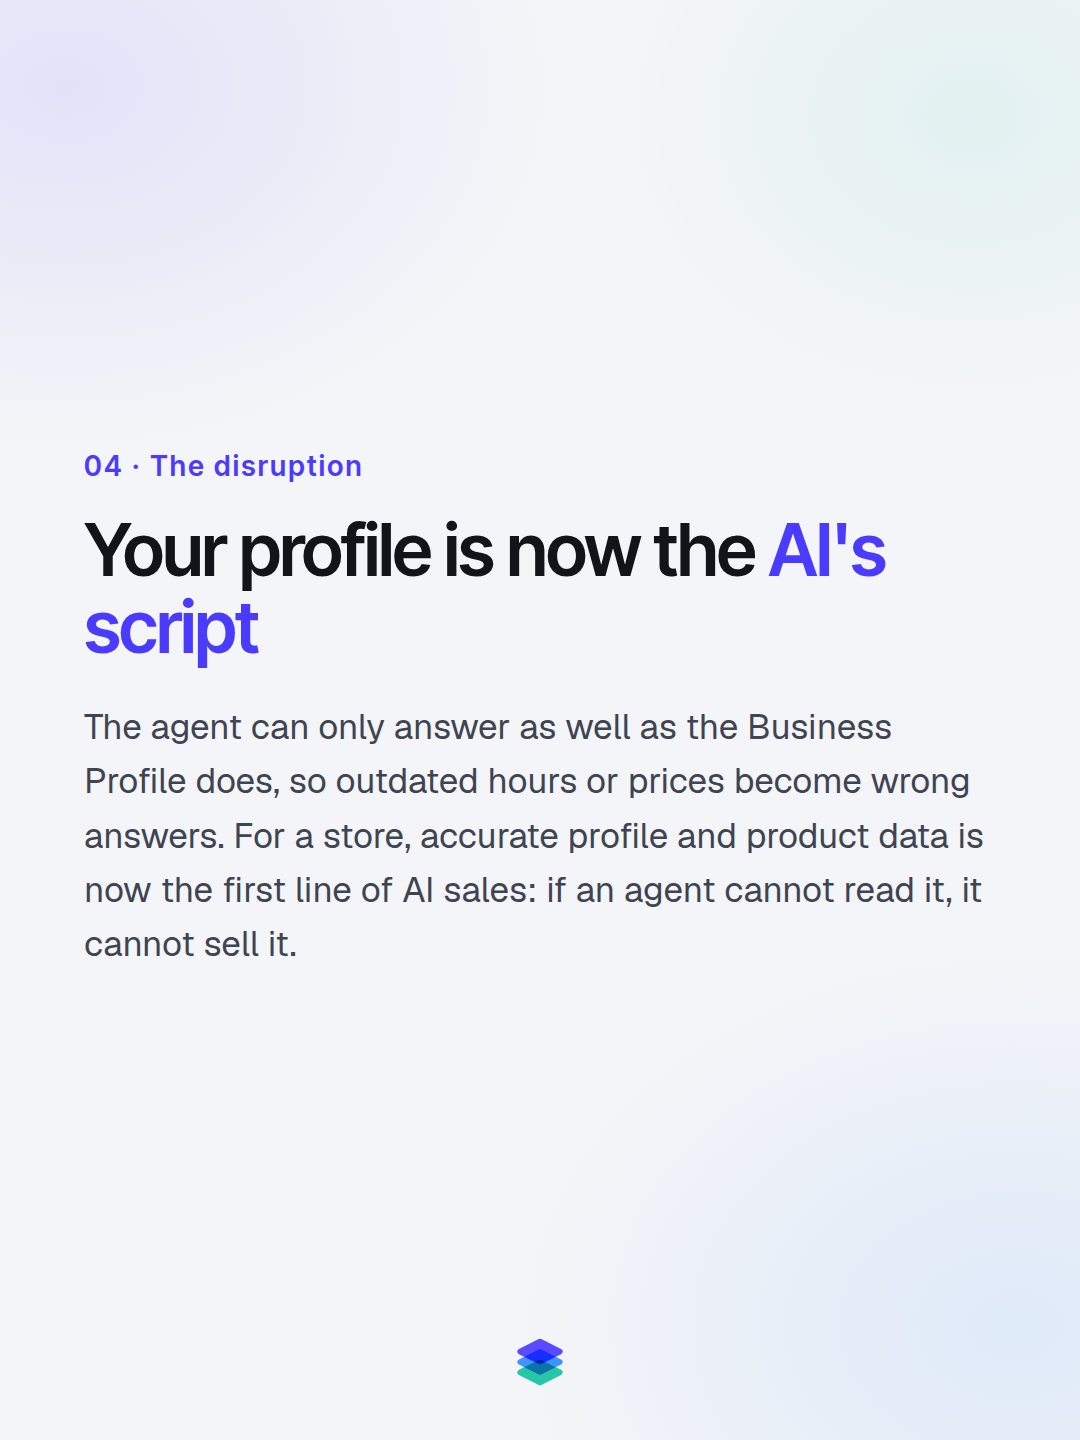 04 · The disruption
Your profile is now the AI's
script
The agent can only answer as well as the Business
Profile does, so outdated hours or prices become wrong
answers. For a store, accurate profile and product data is
now the first line of AI sales: if an agent cannot read it, it
cannot sell it.